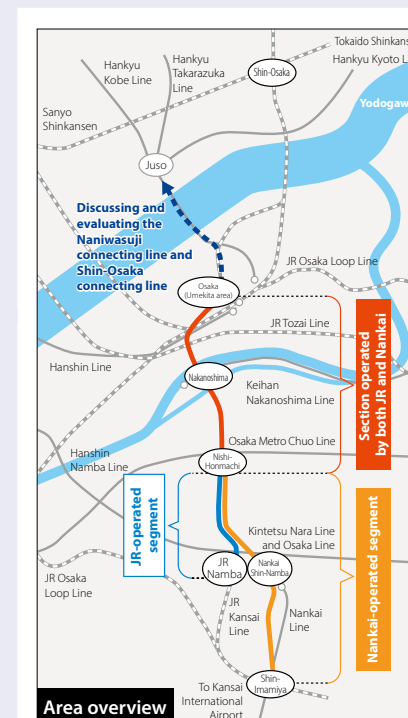 Tokaido Shinkans
Hankyu Kyoto L
Hankyu
Kobe Line
Hankyu
Takarazuka
Line
Shin-Osaka
Sanyo
Shinkansen
Yodogaw
Juso
Discussing and
evaluating the
Naniwasuji
connecting line and
Shin-Osaka
connecting line
Osaka
(Umekita area)
JR Osaka Loop Line
JR Tozai Line
Hanshin Line
Nakanoshima
Keihan
Nakanoshima Line
Section operated
by both JR and Nankai
Osaka Metro Chuo Line
Hanshin
Namba Line
Nishi-
Honmachi
JR-operated
segment
Kintetsu Nara Line
and Osaka Line
JR
Namba
Nankai
Shin-Namba
Nankai-operated segment
JR Osaka
Loop Line
JR
Kansai
Line
Nankai
Line
Shin-
Imamiya
To Kansai
International
Airport
Area overview